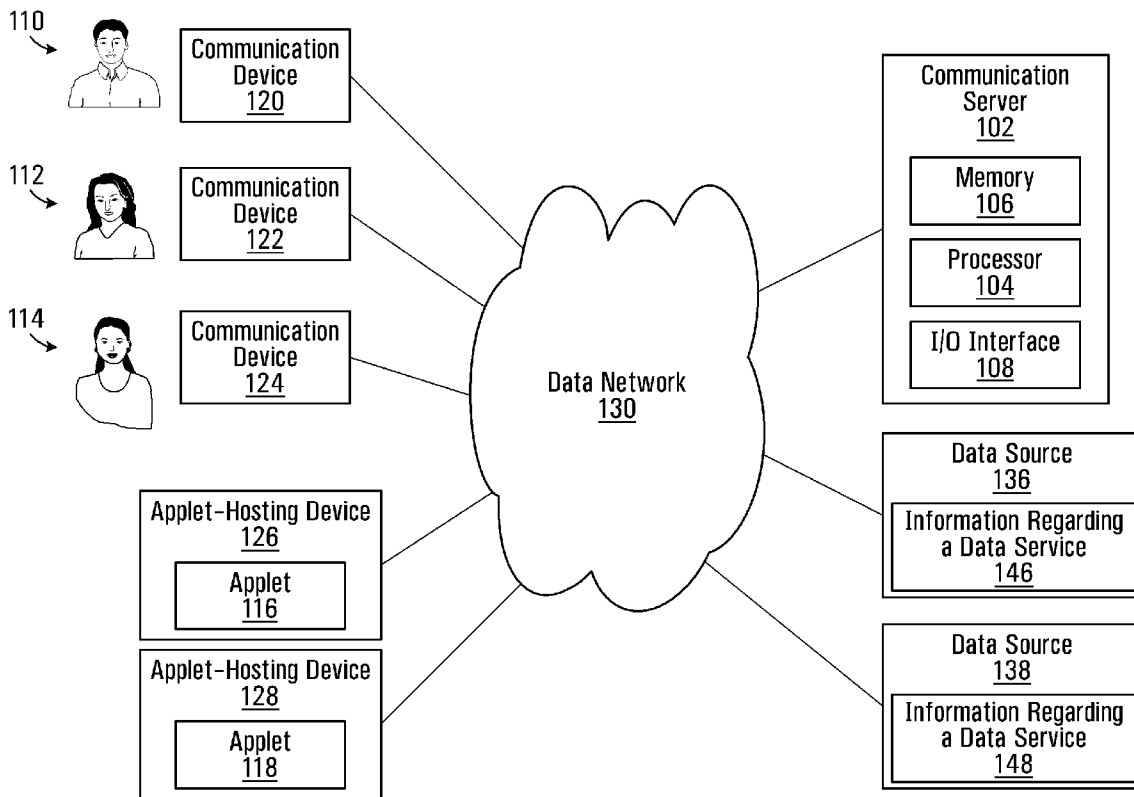 110
Communication
Device
120
112
Communication
Device
122
114
Communication
Device
124
Applet-Hosting Device
126
Applet
116
Applet-Hosting Device
128
Applet
118
Data Network
130
Communication
Server
102
Memory
106
Processor
104
I/O Interface
108
Data Source
136
Information Regarding
a Data Service
146
Data Source
138
Information Regarding
a Data Service
148